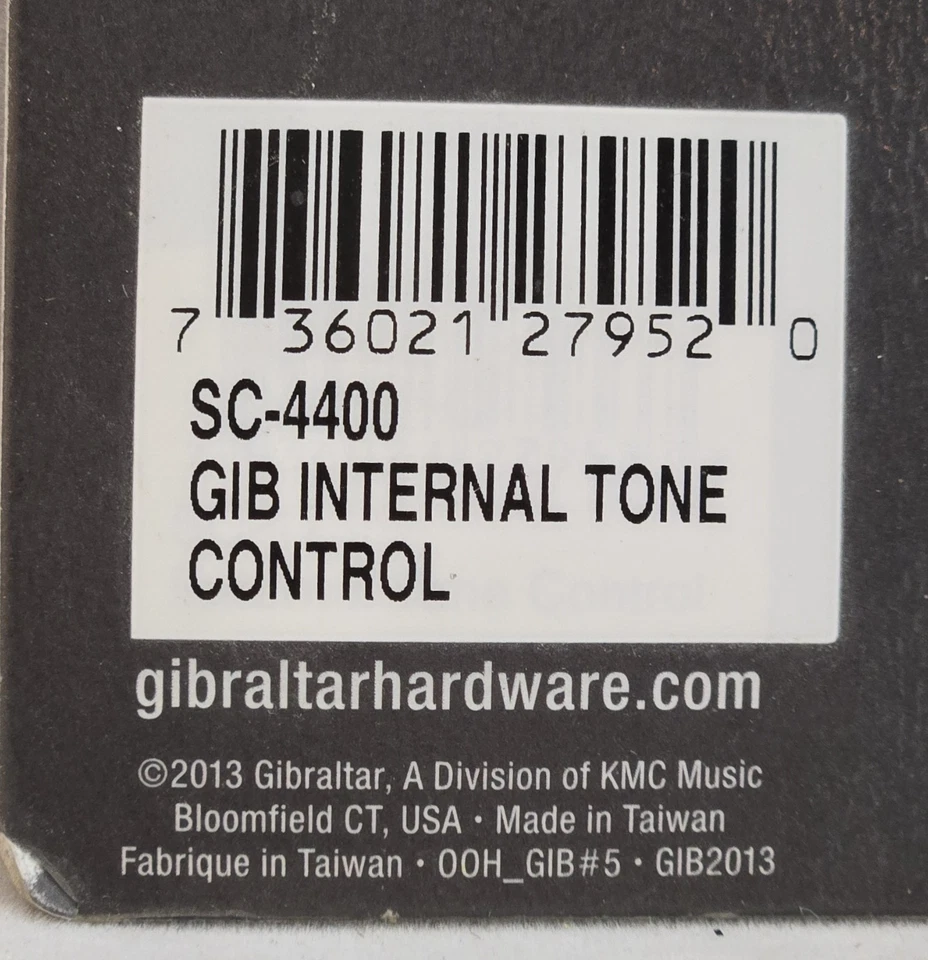 7 36021 27952 0
SC-4400
GIB INTERNAL TONE
CONTROL
gibraltarhardware.com
©2013 Gibraltar, A Division of KMC Music
Bloomfield CT, USA • Made in Taiwan
Fabrique in Taiwan • OOH_GIB#5 • GIB2013